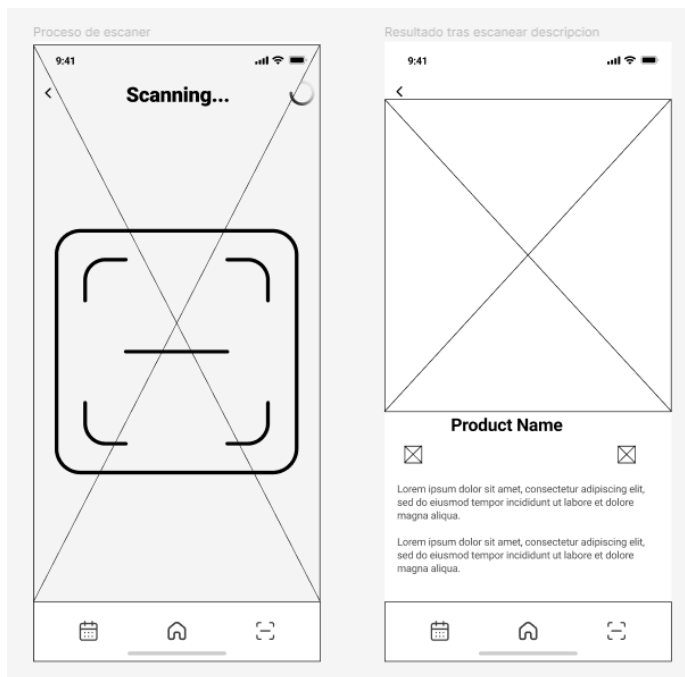 Proceso de escaner
9:41
Scanning...
Resultado tras escanear descripcion
9:41
Product Name
Lorem ipsum dolor sit amet, consectetur adipiscing elit,
sed do eiusmod tempor incididunt ut labore et dolore
magna aliqua.
Lorem ipsum dolor sit amet, consectetur adipiscing elit,
sed do eiusmod tempor incididunt ut labore et dolore
magna aliqua.